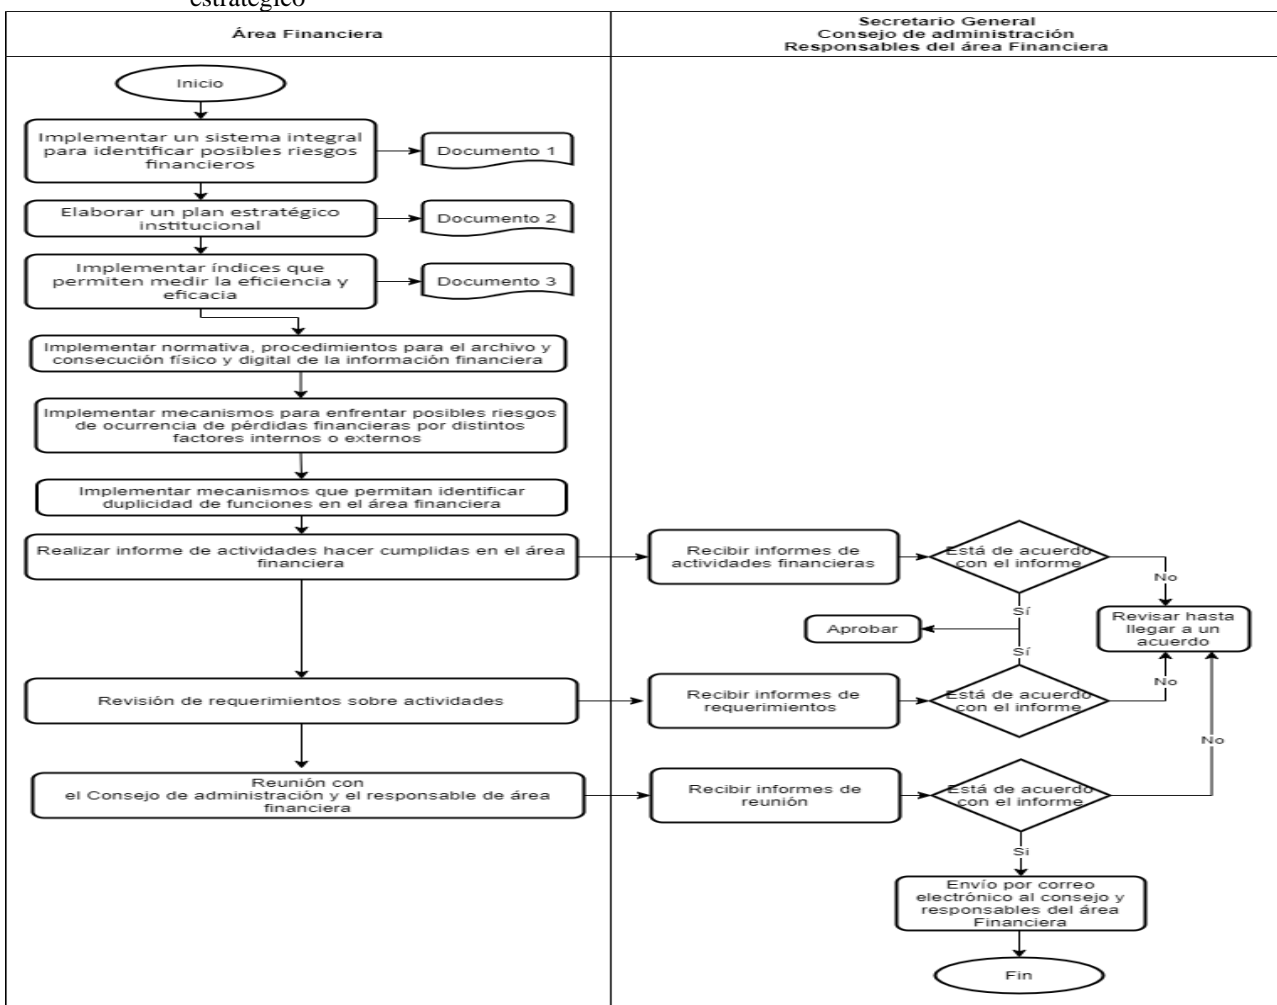 estratégico
Área Financiera
Secretario General
Consejo de administración
Responsables del área Financiera
Inicio
Implementar un sistema integral
para identificar posibles riesgos
financieros
Documento 1
Elaborar un plan estratégico
institucional
Documento 2
Implementar índices que
permiten medir la eficiencia y
eficacia
Documento 3
Implementar normativa, procedimientos para el archivo y
consecución físico y digital de la información financiera
Implementar mecanismos para enfrentar posibles riesgos
de ocurrencia de pérdidas financieras por distintos
factores internos o externos
Implementar mecanismos que permitan identificar
duplicidad de funciones en el área financiera
Realizar informe de actividades hacer cumplidas en el área
financiera
Recibir informes de
actividades financieras
Está de acuerdo
con el informe
No
Sí
Aprobar
Revisar hasta
llegar a un
acuerdo
Sí
Revisión de requerimientos sobre actividades
Recibir informes de
requerimientos
Está de acuerdo
con el informe
No
No
Reunión con
el Consejo de administración y el responsable de área
financiera
Recibir informes de
reunión
Está de acuerdo
con el informe
Si
Envío por correo
electrónico al consejo y
responsables del área
Financiera
Fin